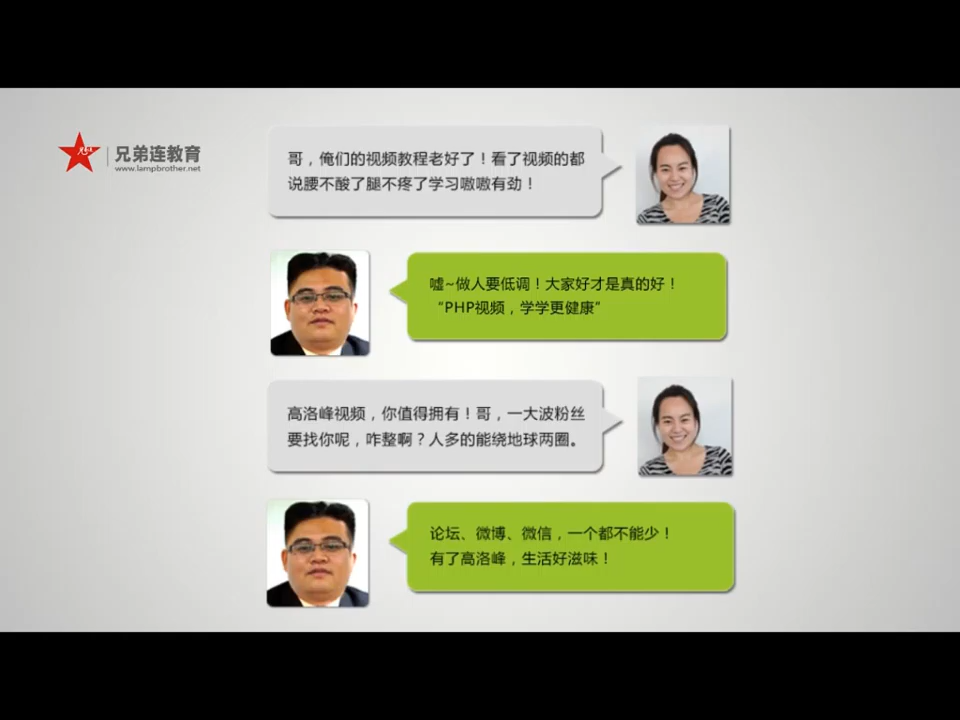 兄弟连教育
www.lampbrother.net
哥，俺们的视频教程老好了！看了视频的都
说腰不酸了腿不疼了学习嗷嗷有劲！
嘘~做人要低调！大家好才是真的好！
“PHP视频，学学更健康”
高洛峰视频，你值得拥有！哥，一大波粉丝
要找你呢，咋整啊？人多的能绕地球两圈。
论坛、微博、微信，一个都不能少！
有了高洛峰，生活好滋味！